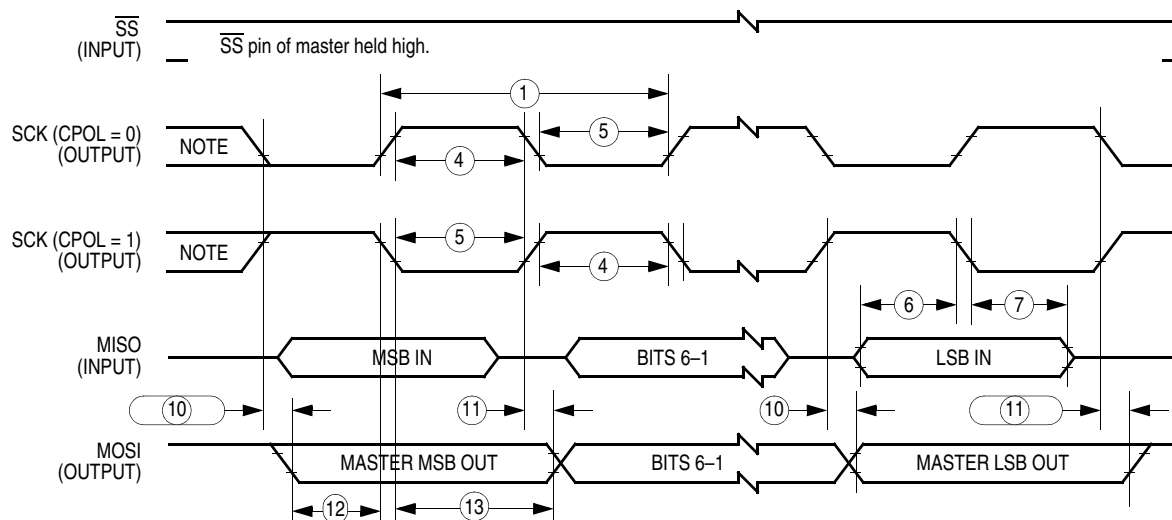 SS
(INPUT)
SS pin of master held high.
1
SCK (CPOL = 0)
(OUTPUT)
NOTE
5
4
SCK (CPOL = 1)
(OUTPUT)
NOTE
5
4
6
7
MISO
(INPUT)
MSB IN
BITS 6–1
LSB IN
10
11
10
11
MOSI
(OUTPUT)
MASTER MSB OUT
BITS 6–1
MASTER LSB OUT
12
13